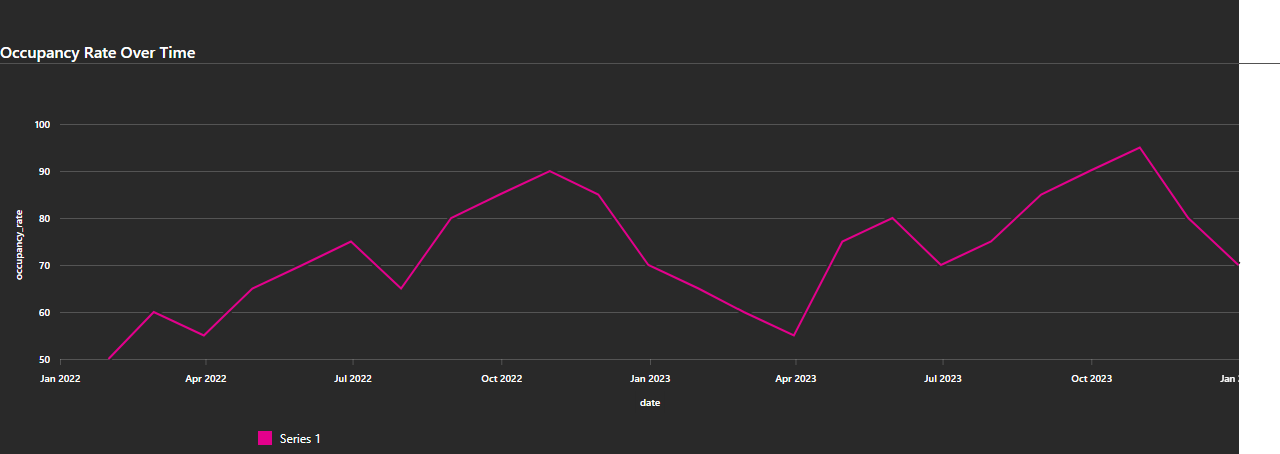 Occupancy Rate Over Time
100
90
80
70
60
50
occupancy_rate
Jan 2022 Apr 2022 Jul 2022 Oct 2022 Jan 2023 Apr 2023 Jul 2023 Oct 2023 Jan
date
Series 1